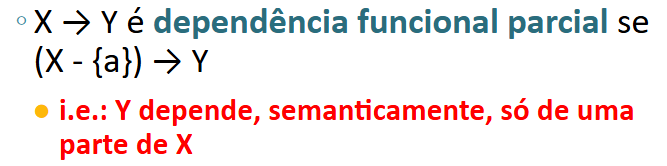 ◦ X → Y é dependência funcional parcial se
(X - {a}) → Y
● i.e.: Y depende, semanticamente, só de uma
parte de X